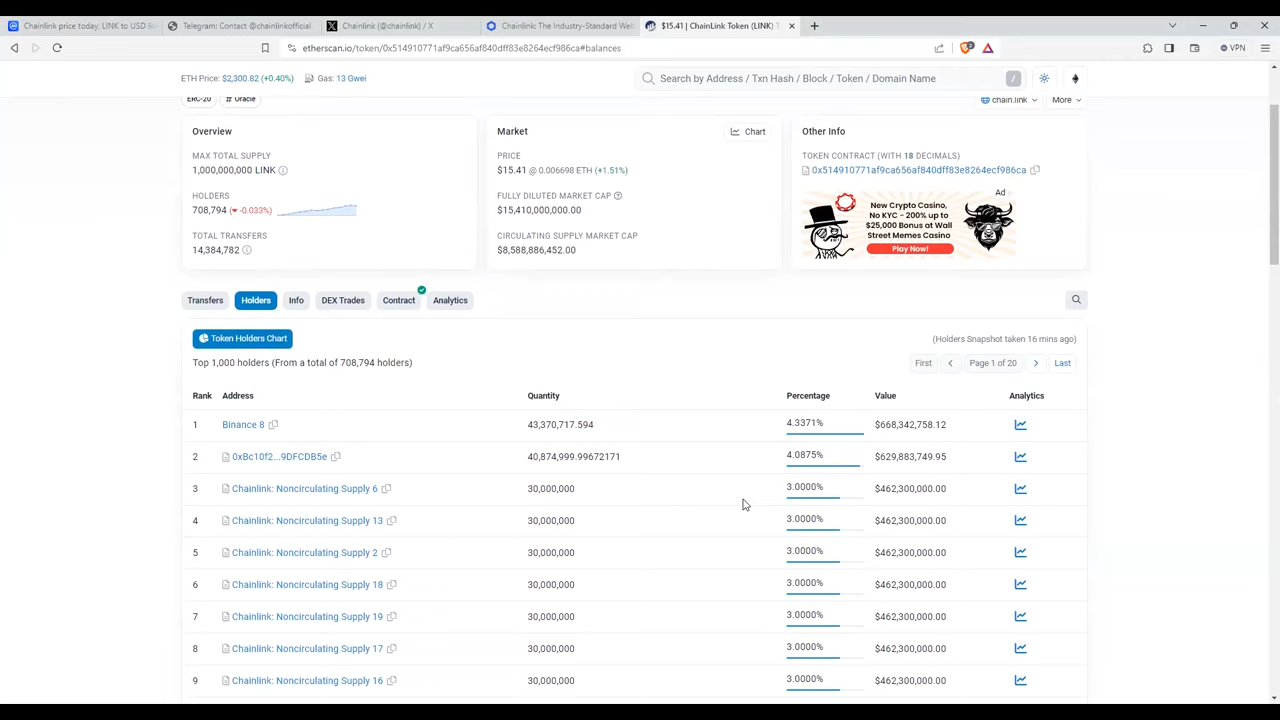 Chainlink price today, LINK to USD liv
Telegram: Contact @chainlinkofficial
Chainlink (@chainlink) / X
Chainlink: The Industry-Standard Web
$15.41 | ChainLink Token (LINK) T
etherscan.io/token/0x514910771af9ca656af840dff83e8264ecf986ca#balances
VPN
ETH Price: $2,300.82 (+0.40%) Gas: 13 Gwei
Search by Address / Txn Hash / Block / Token / Domain Name
/
ERC-20 # Oracle
chain.link More
Overview
MAX TOTAL SUPPLY
1,000,000,000 LINK
HOLDERS
708,794 (-0.033%)
TOTAL TRANSFERS
14,384,782
Market
Chart
PRICE
$15.41 @ 0.006698 ETH (+1.51%)
FULLY DILUTED MARKET CAP
$15,410,000,000.00
CIRCULATING SUPPLY MARKET CAP
$8,588,886,452.00
Other Info
TOKEN CONTRACT (WITH 18 DECIMALS)
0x514910771af9ca656af840dff83e8264ecf986ca
Ad
New Crypto Casino,
No KYC - 200% up to
$25,000 Bonus at Wall
Street Memes Casino
Play Now!
Transfers Holders Info DEX Trades Contract Analytics
Token Holders Chart
(Holders Snapshot taken 16 mins ago)
Top 1,000 holders (From a total of 708,794 holders)
First Page 1 of 20 Last
Rank Address Quantity Percentage Value Analytics
1 Binance 8 43,370,717.594 4.3371% $668,342,758.12
2 0xBc10f2...9DFCDB5e 40,874,999.99672171 4.0875% $629,883,749.95
3 Chainlink: Noncirculating Supply 6 30,000,000 3.0000% $462,300,000.00
4 Chainlink: Noncirculating Supply 13 30,000,000 3.0000% $462,300,000.00
5 Chainlink: Noncirculating Supply 2 30,000,000 3.0000% $462,300,000.00
6 Chainlink: Noncirculating Supply 18 30,000,000 3.0000% $462,300,000.00
7 Chainlink: Noncirculating Supply 19 30,000,000 3.0000% $462,300,000.00
8 Chainlink: Noncirculating Supply 17 30,000,000 3.0000% $462,300,000.00
9 Chainlink: Noncirculating Supply 16 30,000,000 3.0000% $462,300,000.00